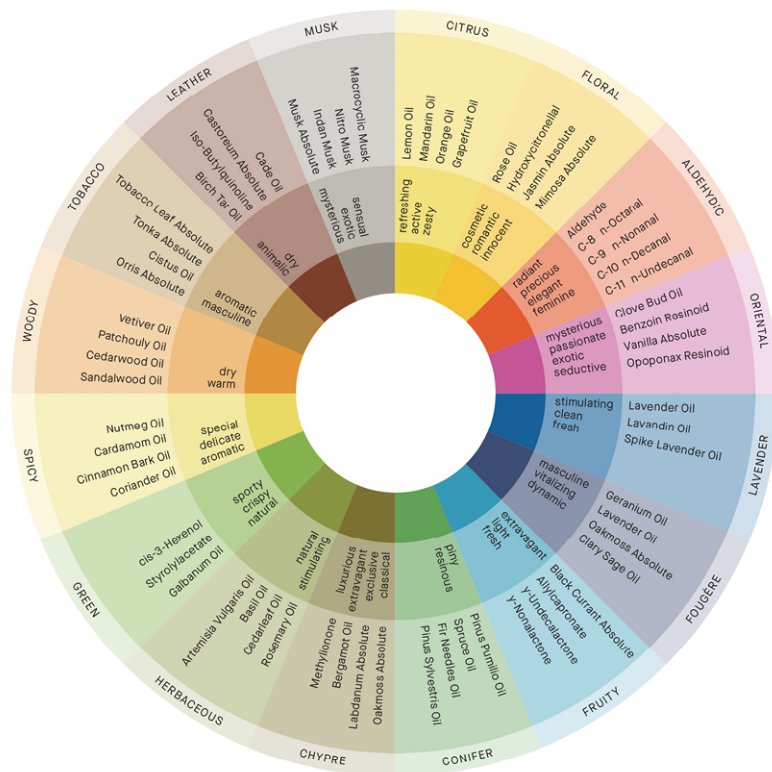 CITRUS
Lemon Oil
Mandarin Oil
Orange Oil
Grapefruit Oil
refreshing
active
zesty
FLORAL
Rose Oil
Hydroxycitronellal
Jasmin Absolute
Mimosa Absolute
cosmetic
romantic
innocent
ALDEHYDIC
Aldehyde
C-8 n-Octanal
C-9 n-Nonanal
C-10 n-Decanal
C-11 n-Undecanal
radiant
precious
elegant
feminine
ORIENTAL
Clove Bud Oil
Benzoin Resinoid
Vanilla Absolute
Opoponax Resinoid
mysterious
passionate
exotic
seductive
LAVENDER
Lavender Oil
Lavandin Oil
Spike Lavender Oil
stimulating
clean
fresh
FOUGÈRE
Geranium Oil
Lavender Oil
Oakmoss Absolute
Clary Sage Oil
masculine
vitalizing
dynamic
FRUITY
Black Currant Absolute
Allylcapronate
y-Undecalactone
y-Nonalactone
extravagant
light
fresh
CONIFER
Pinus Pumilio Oil
Spruce Oil
Fir Needles Oil
Pinus Sylvestris Oil
piny
resinous
CHYPRE
Methylionone
Bergamot Oil
Labdanum Absolute
Oakmoss Absolute
luxurious
extravagant
exclusive
classical
HERBACEOUS
Artemisia Vulgaris Oil
Basil Oil
Cedarleaf Oil
Rosemary Oil
natural
stimulating
GREEN
cis-3-Hexenol
Styrolylacetate
Galbanum Oil
sporty
crispy
natural
SPICY
Nutmeg Oil
Cardamom Oil
Cinnamon Bark Oil
Coriander Oil
special
delicate
aromatic
WOODY
Vetiver Oil
Patchouly Oil
Cedarwood Oil
Sandalwood Oil
dry
warm
TOBACCO
Tobacco Leaf Absolute
Tonka Absolute
Cistus Oil
Orris Absolute
aromatic
masculine
LEATHER
Cade Oil
Castoreum Absolute
Iso-Butylquinoline
Birch Tar Oil
dry
animalic
MUSK
Macrocyclic Musk
Nitro Musk
Indan Musk
Musk Absolute
sensual
exotic
mysterious